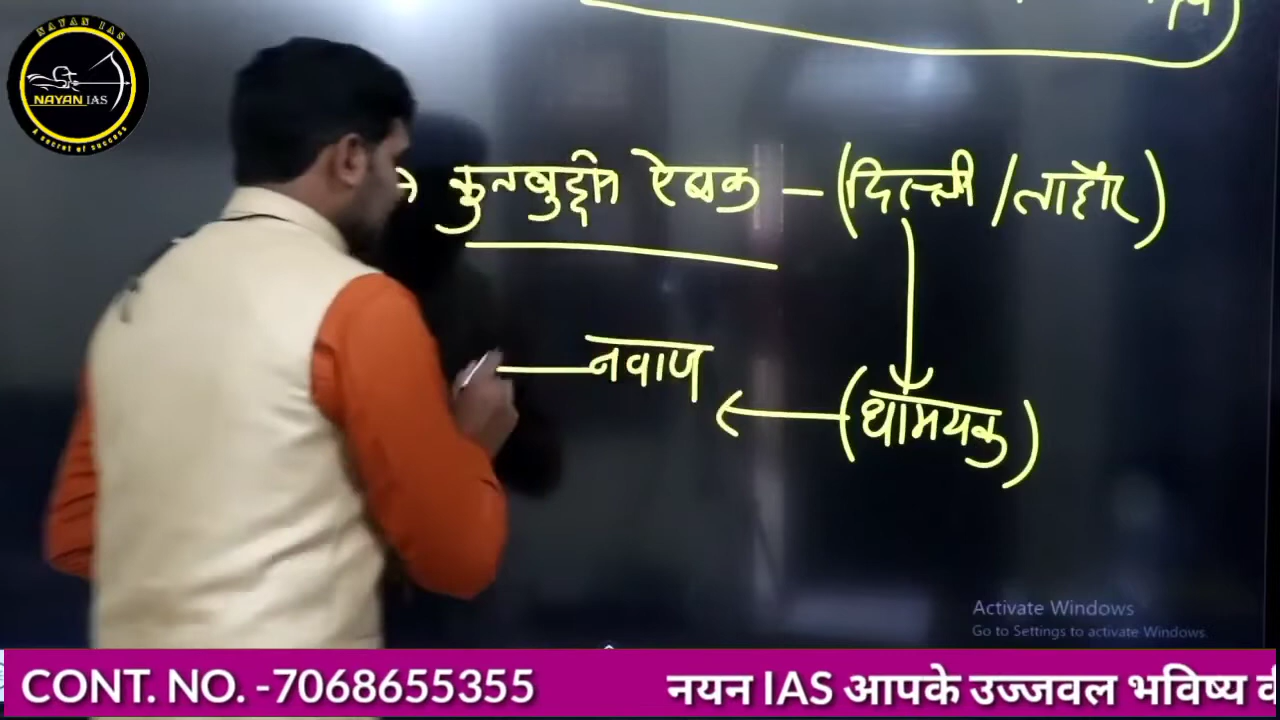 NAYAN IAS
NAYAN IAS
A secret of success
कुतबुद्दीन ऐबक – (दिल्ली/लाहौर)
नवाज
(धार्मियक)
Activate Windows
Go to Settings to activate Windows.
CONT. NO. -7068655355 नयन IAS आपके उज्जवल भविष्य